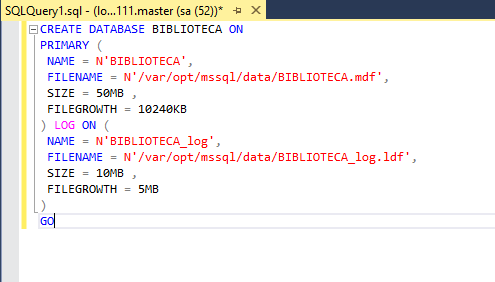 SQLQuery1.sql - (lo...111.master (sa (52))*
CREATE DATABASE BIBLIOTECA ON
PRIMARY (
NAME = N'BIBLIOTECA',
FILENAME = N'/var/opt/mssql/data/BIBLIOTECA.mdf',
SIZE = 50MB ,
FILEGROWTH = 10240KB
) LOG ON (
NAME = N'BIBLIOTECA_log',
FILENAME = N'/var/opt/mssql/data/BIBLIOTECA_log.ldf',
SIZE = 10MB ,
FILEGROWTH = 5MB
)
GO